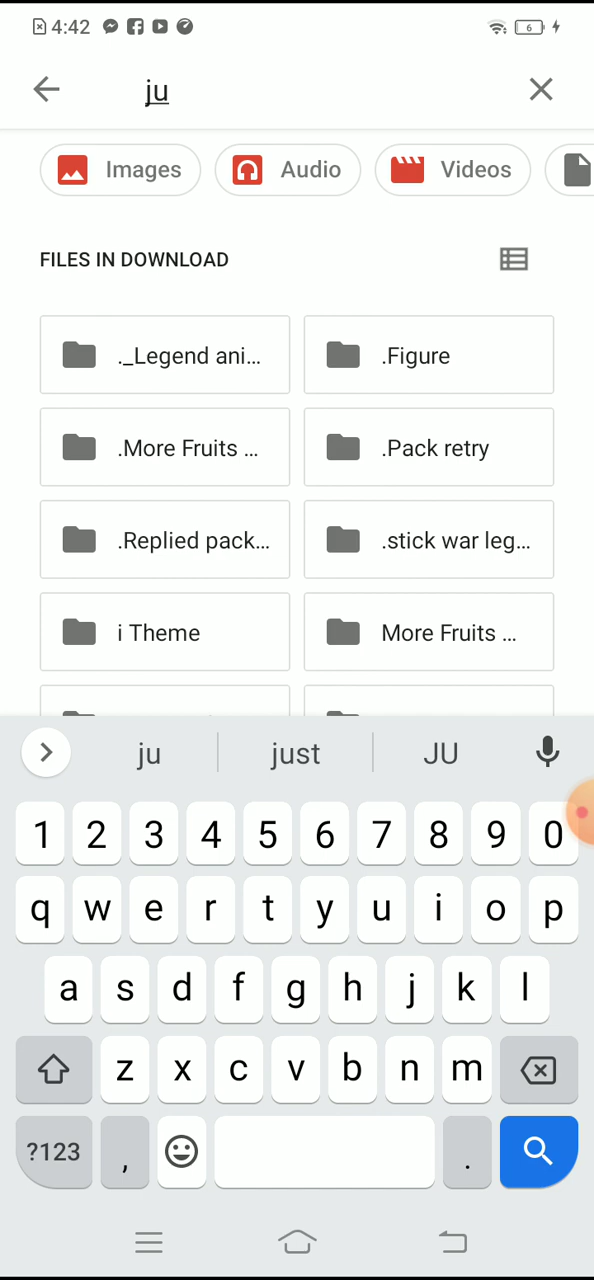 4:42 6
ju
Images Audio Videos
FILES IN DOWNLOAD
._Legend ani... .Figure
.More Fruits ... .Pack retry
.Replied pack... .stick war leg...
i Theme More Fruits ...
ju just JU
1 2 3 4 5 6 7 8 9 0
q w e r t y u i o p
a s d f g h j k l
z x c v b n m
?123 , .